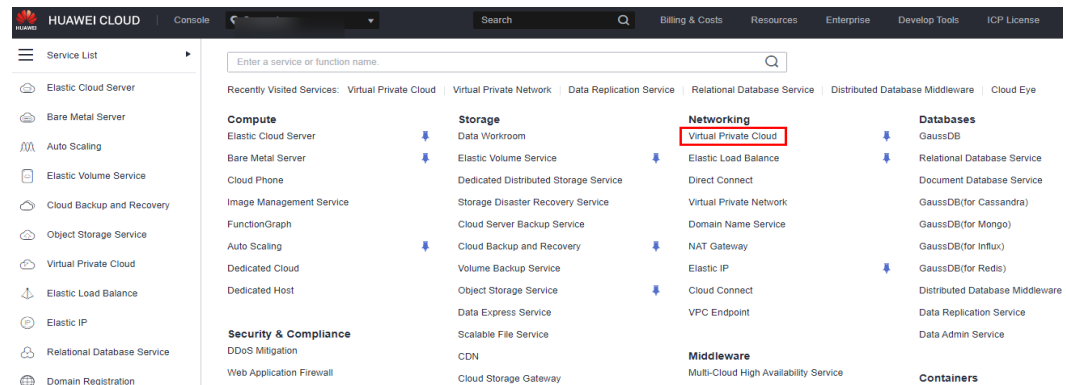 HUAWEI HUAWEI CLOUD Console Search Billing & Costs Resources Enterprise Develop Tools ICP License
Service List
Elastic Cloud Server
Bare Metal Server
Auto Scaling
Elastic Volume Service
Cloud Backup and Recovery
Object Storage Service
Virtual Private Cloud
Elastic Load Balance
Elastic IP
Relational Database Service
Domain Registration
Enter a service or function name.
Recently Visited Services: Virtual Private Cloud Virtual Private Network Data Replication Service Relational Database Service Distributed Database Middleware Cloud Eye
Compute
Elastic Cloud Server
Bare Metal Server
Cloud Phone
Image Management Service
FunctionGraph
Auto Scaling
Dedicated Cloud
Dedicated Host
Security & Compliance
DDoS Mitigation
Web Application Firewall
Storage
Data Workroom
Elastic Volume Service
Dedicated Distributed Storage Service
Storage Disaster Recovery Service
Cloud Server Backup Service
Cloud Backup and Recovery
Volume Backup Service
Object Storage Service
Data Express Service
Scalable File Service
CDN
Cloud Storage Gateway
Networking
Virtual Private Cloud
Elastic Load Balance
Direct Connect
Virtual Private Network
Domain Name Service
NAT Gateway
Elastic IP
Cloud Connect
VPC Endpoint
Middleware
Multi-Cloud High Availability Service
Databases
GaussDB
Relational Database Service
Document Database Service
GaussDB(for Cassandra)
GaussDB(for Mongo)
GaussDB(for Influx)
GaussDB(for Redis)
Distributed Database Middleware
Data Replication Service
Data Admin Service
Containers